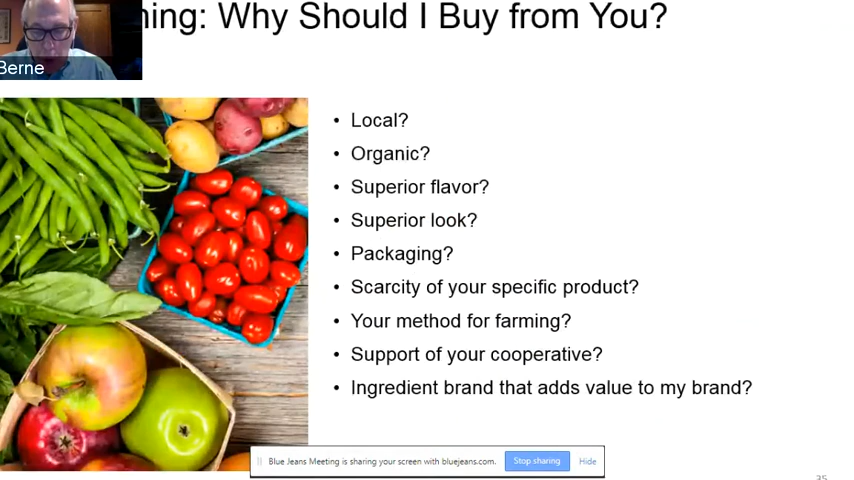 ning: Why Should I Buy from You?
Berne
• Local?
• Organic?
• Superior flavor?
• Superior look?
• Packaging?
• Scarcity of your specific product?
• Your method for farming?
• Support of your cooperative?
• Ingredient brand that adds value to my brand?
Blue Jeans Meeting is sharing your screen with bluejeans.com. Stop sharing Hide